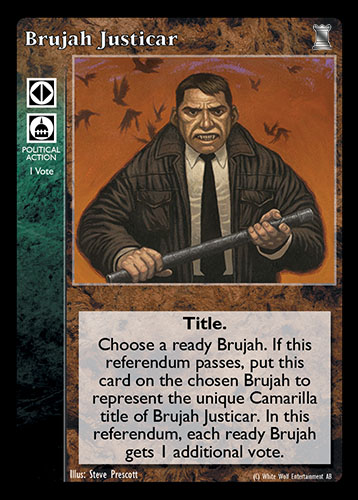 Brujah Justicar
POLITICAL
ACTION
1 Vote
Title.
Choose a ready Brujah. If this
referendum passes, put this
card on the chosen Brujah to
represent the unique Camarilla
title of Brujah Justicar. In this
referendum, each ready Brujah
gets 1 additional vote.
Illus: Steve Prescott
(C) White Wolf Entertainment AB